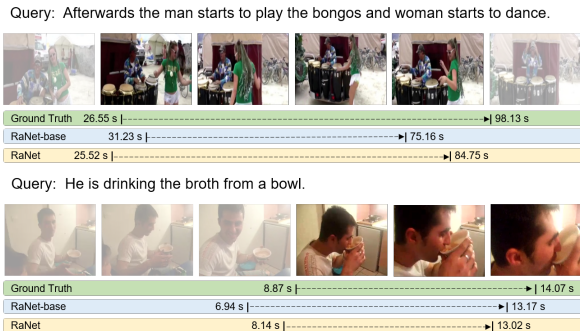 Query: Afterwards the man starts to play the bongos and woman starts to dance.
Ground Truth 26.55 s 98.13 s
RaNet-base 31.23 s 75.16 s
RaNet 25.52 s 84.75 s
Query: He is drinking the broth from a bowl.
Ground Truth 8.87 s 14.07 s
RaNet-base 6.94 s 13.17 s
RaNet 8.14 s 13.02 s